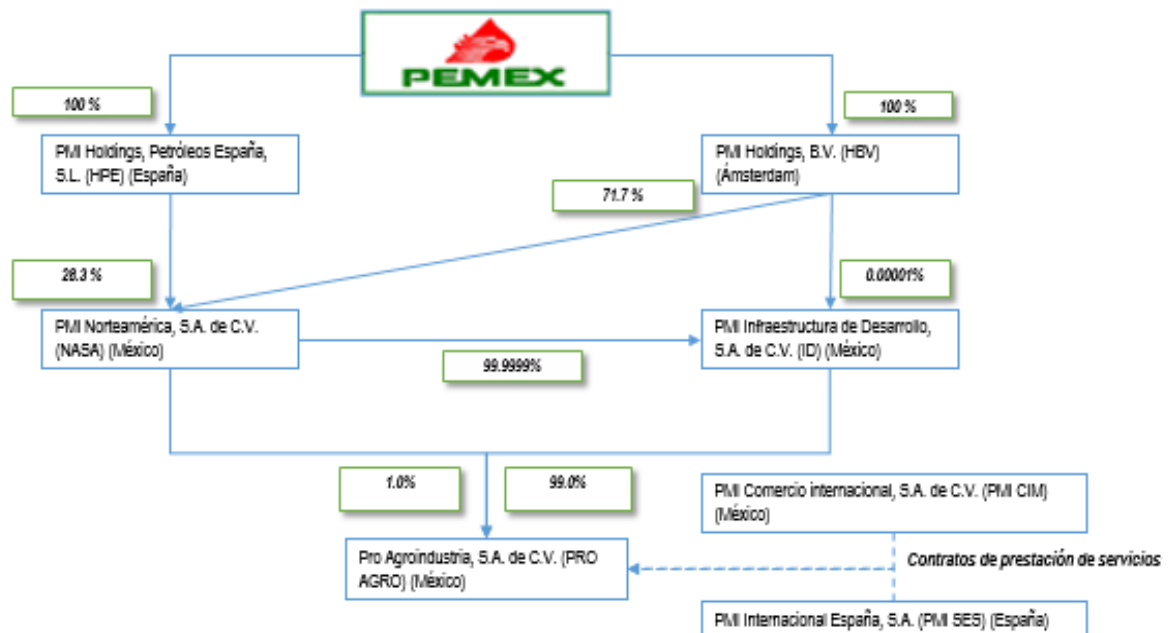 PEMEX
100 %
100 %
PMI Holdings, Petróleos España,
S.L. (HPE) (España)
PMI Holdings, B.V. (HBV)
(Ámsterdam)
71.7 %
28.3 %
0.00001%
PMI Norteamérica, S.A. de C.V.
(NASA) (México)
PMI Infraestructura de Desarrollo,
S.A. de C.V. (ID) (México)
99.9999%
1.0%
99.0%
PMI Comercio internacional, S.A. de C.V. (PMI CIM)
(México)
Pro Agroindustria, S.A. de C.V. (PRO
AGRO) (México)
Contratos de prestación de servicios
PMI Internacional España, S.A. (PMI SES) (España)